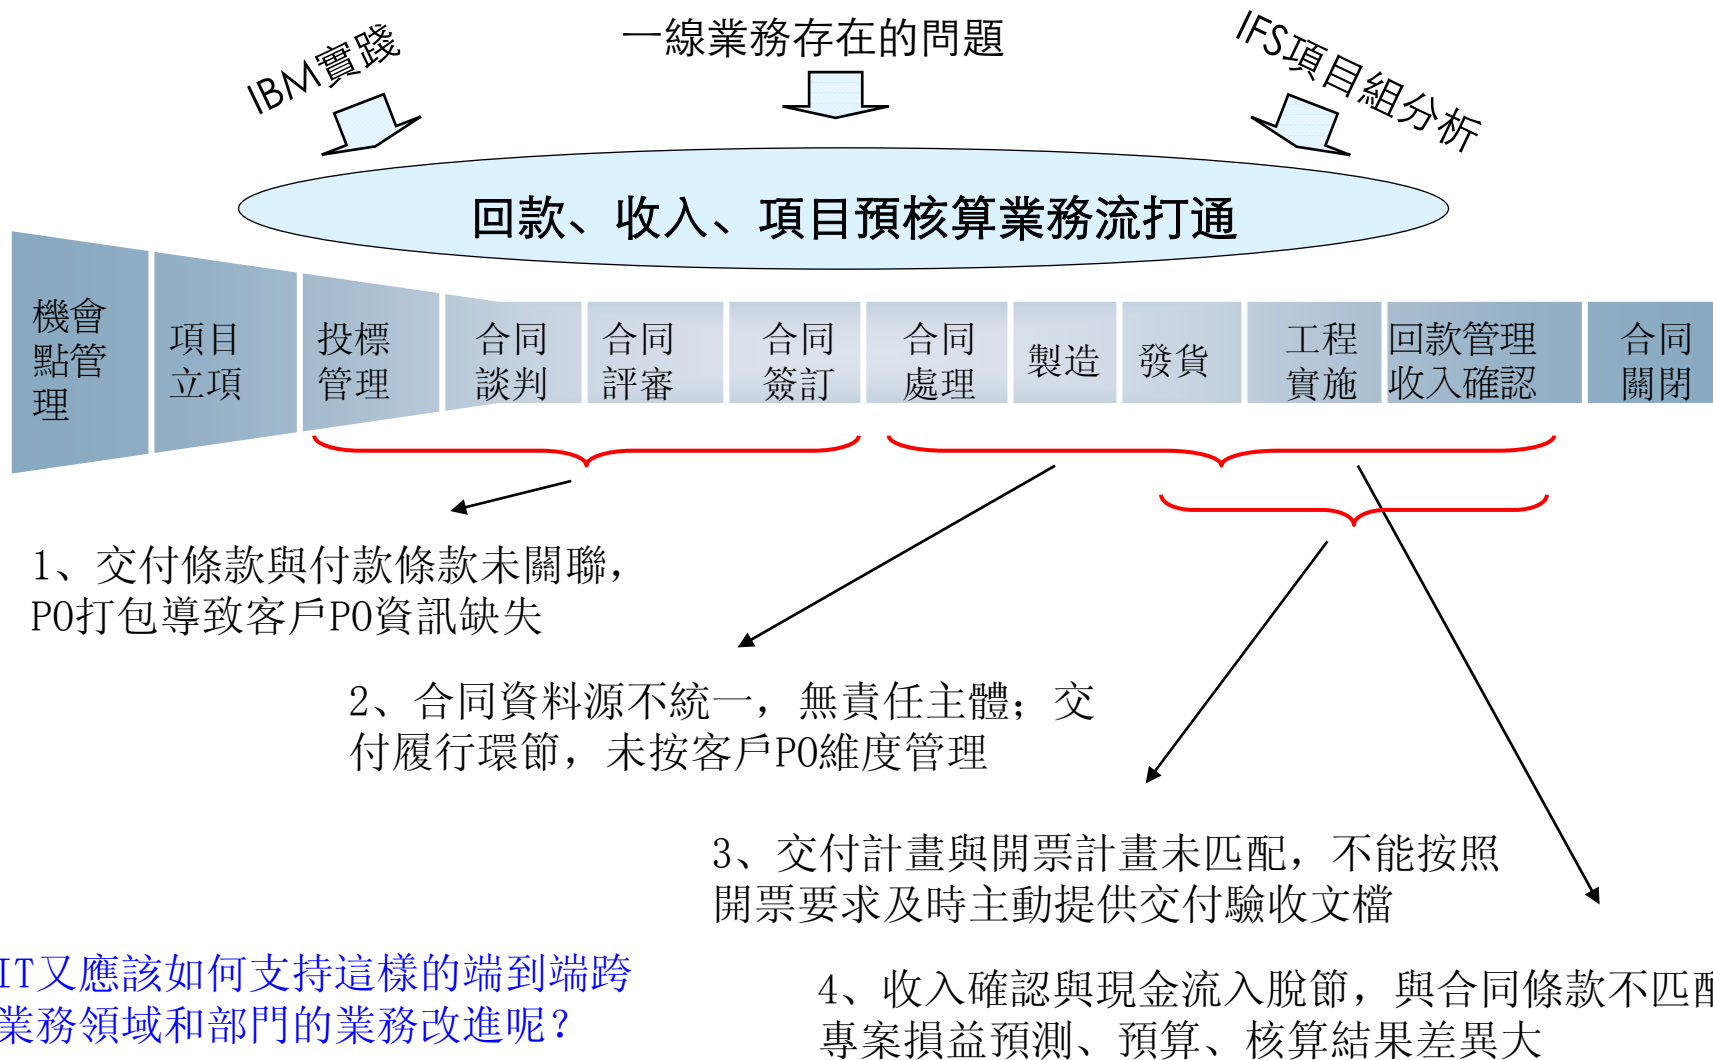 IBM實踐
一線業務存在的問題
IFS項目組分析
回款、收入、項目預核算業務流打通
機會
點管
理
項目
立項
投標
管理
合同
談判
合同
評審
合同
簽訂
合同
處理
製造
發貨
工程
實施
回款管理
收入確認
合同
關閉
1、交付條款與付款條款未關聯，
PO打包導致客戶PO資訊缺失
2、合同資料源不統一，無責任主體；交
付履行環節，未按客戶PO維度管理
3、交付計畫與開票計畫未匹配，不能按照
開票要求及時主動提供交付驗收文檔
4、收入確認與現金流入脫節，與合同條款不匹配
專案損益預測、預算、核算結果差異大
IT又應該如何支持這樣的端到端跨
業務領域和部門的業務改進呢？